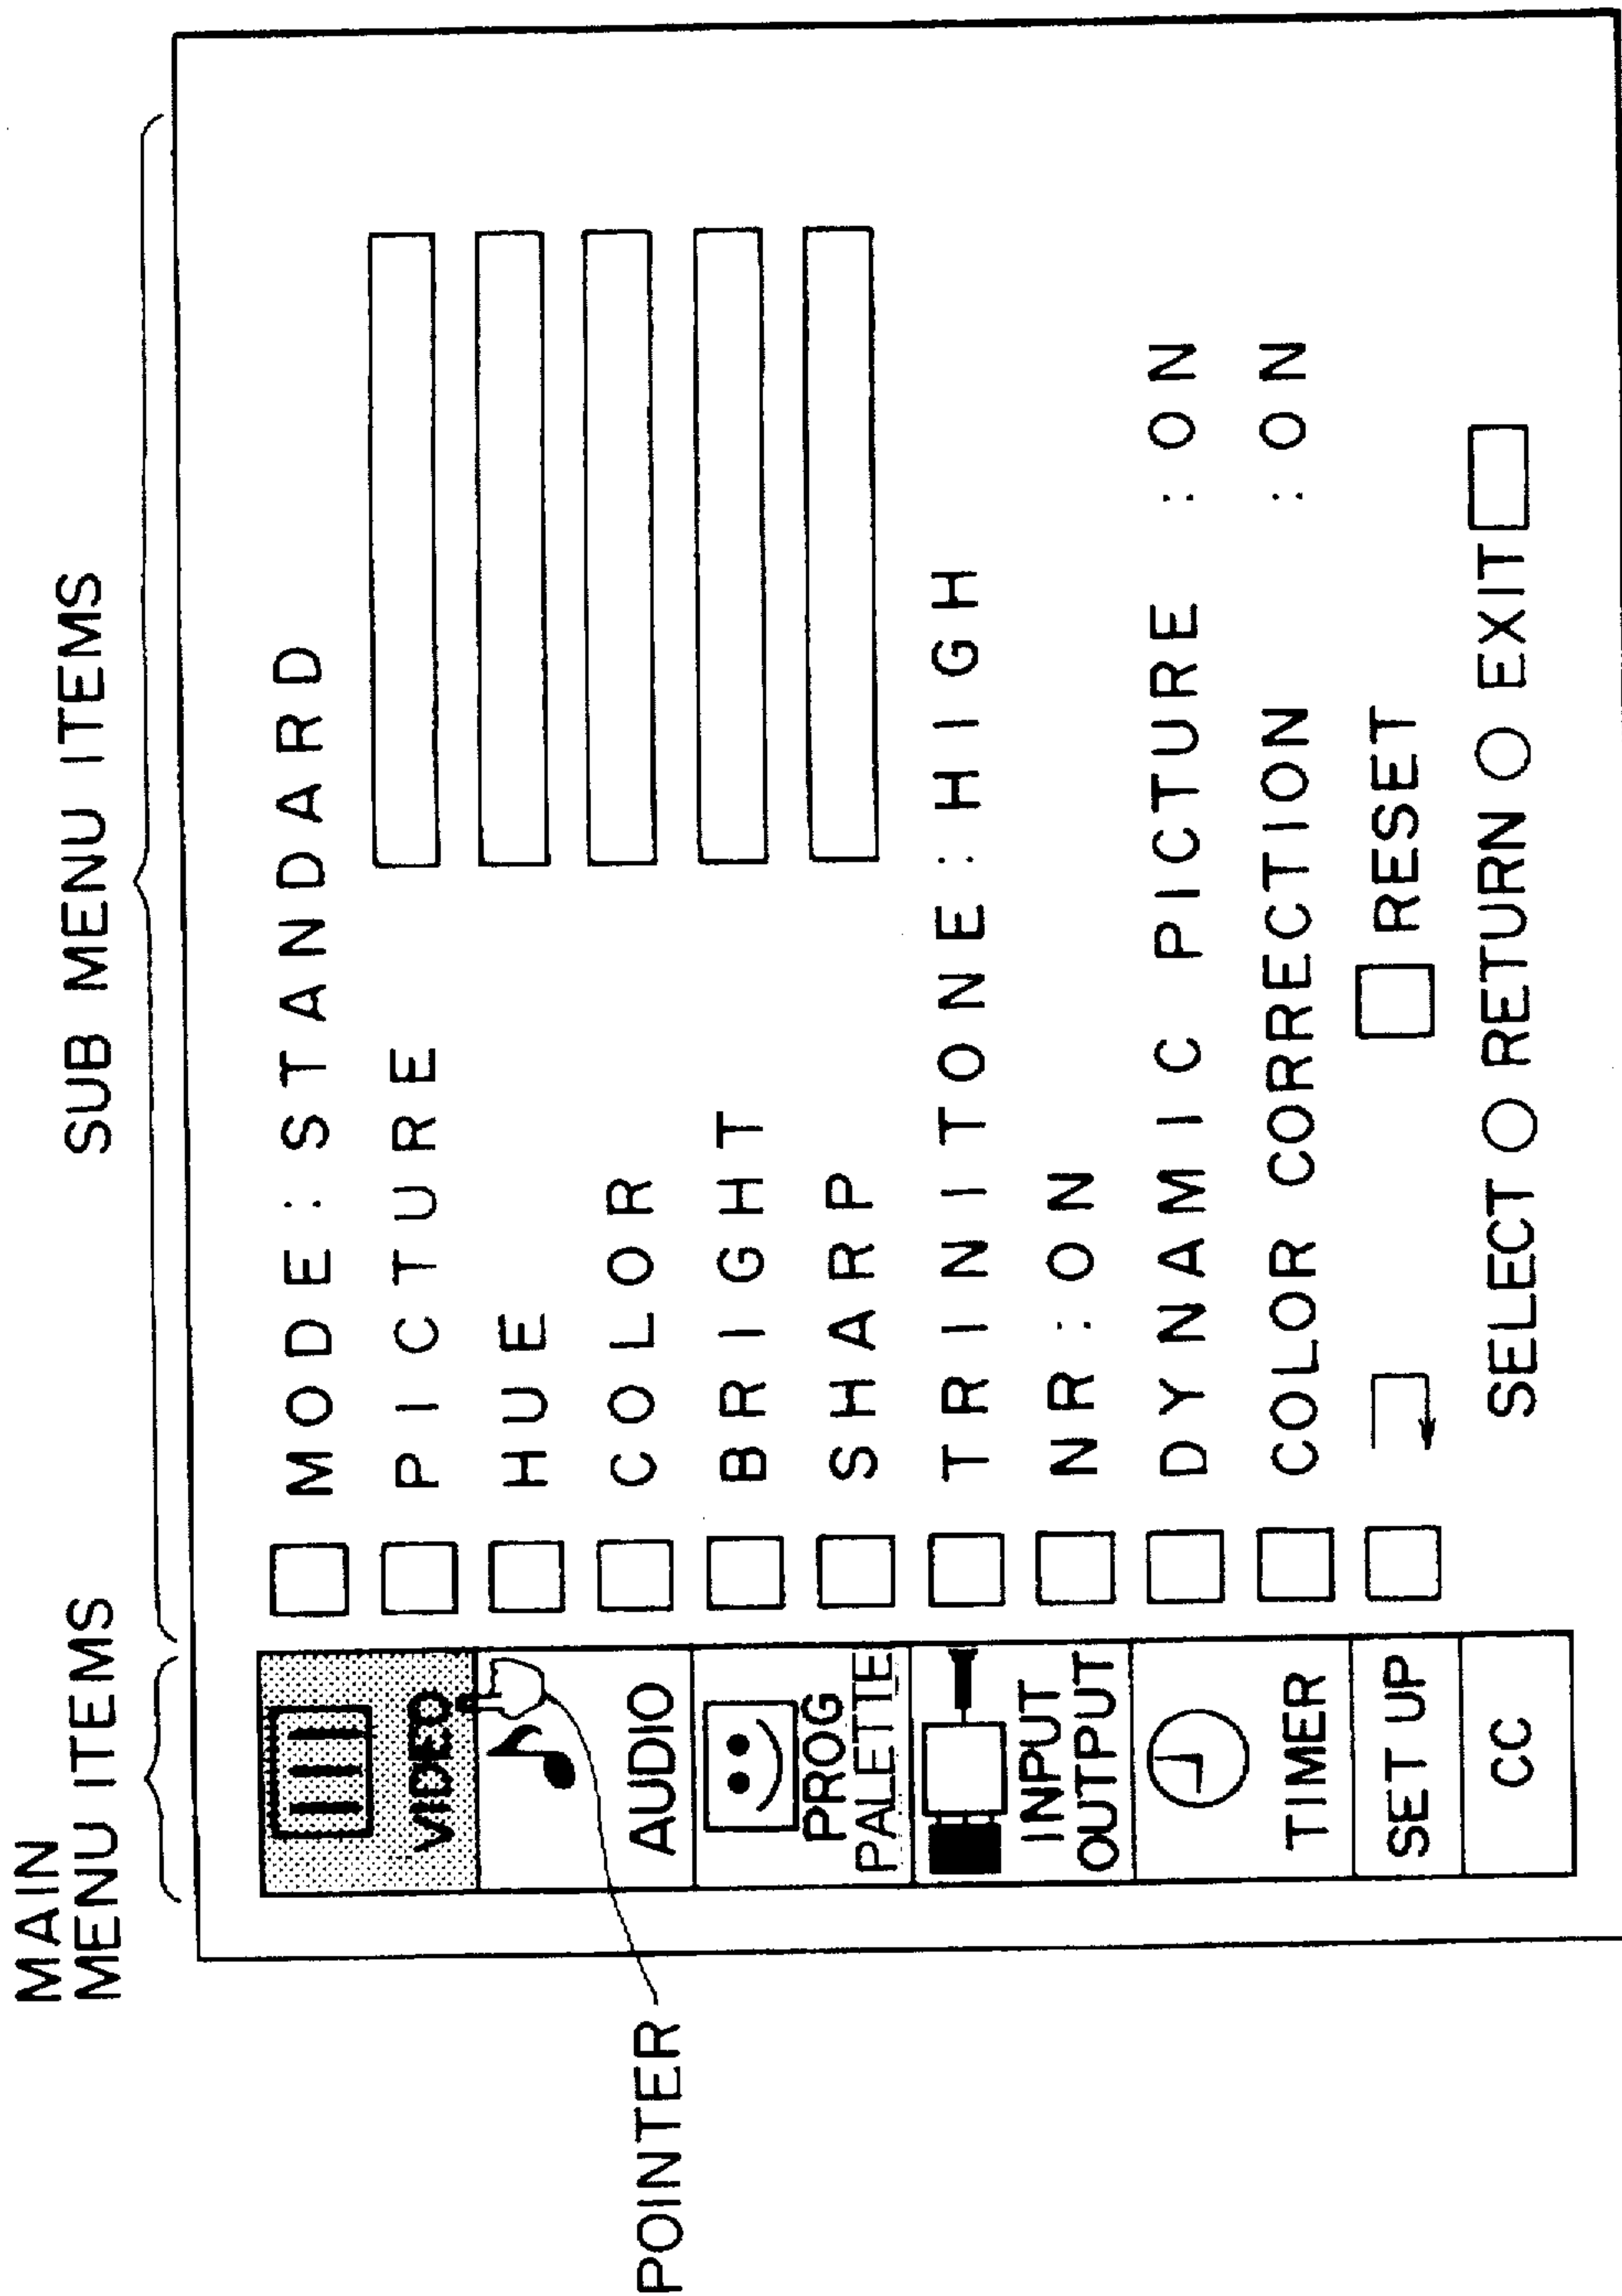 MAIN
MENU ITEMS
SUB MENU ITEMS
VIDEO
AUDIO
PROG
PALETTE
INPUT
OUTPUT
TIMER
SET UP
CC
POINTER
MODE : STANDARD
PICTURE
HUE
COLOR
BRIGHT
SHARP
TRINITONE : HIGH
NR : ON
DYNAMIC PICTURE : ON
COLOR CORRECTION : ON
RESET
SELECT RETURN EXIT